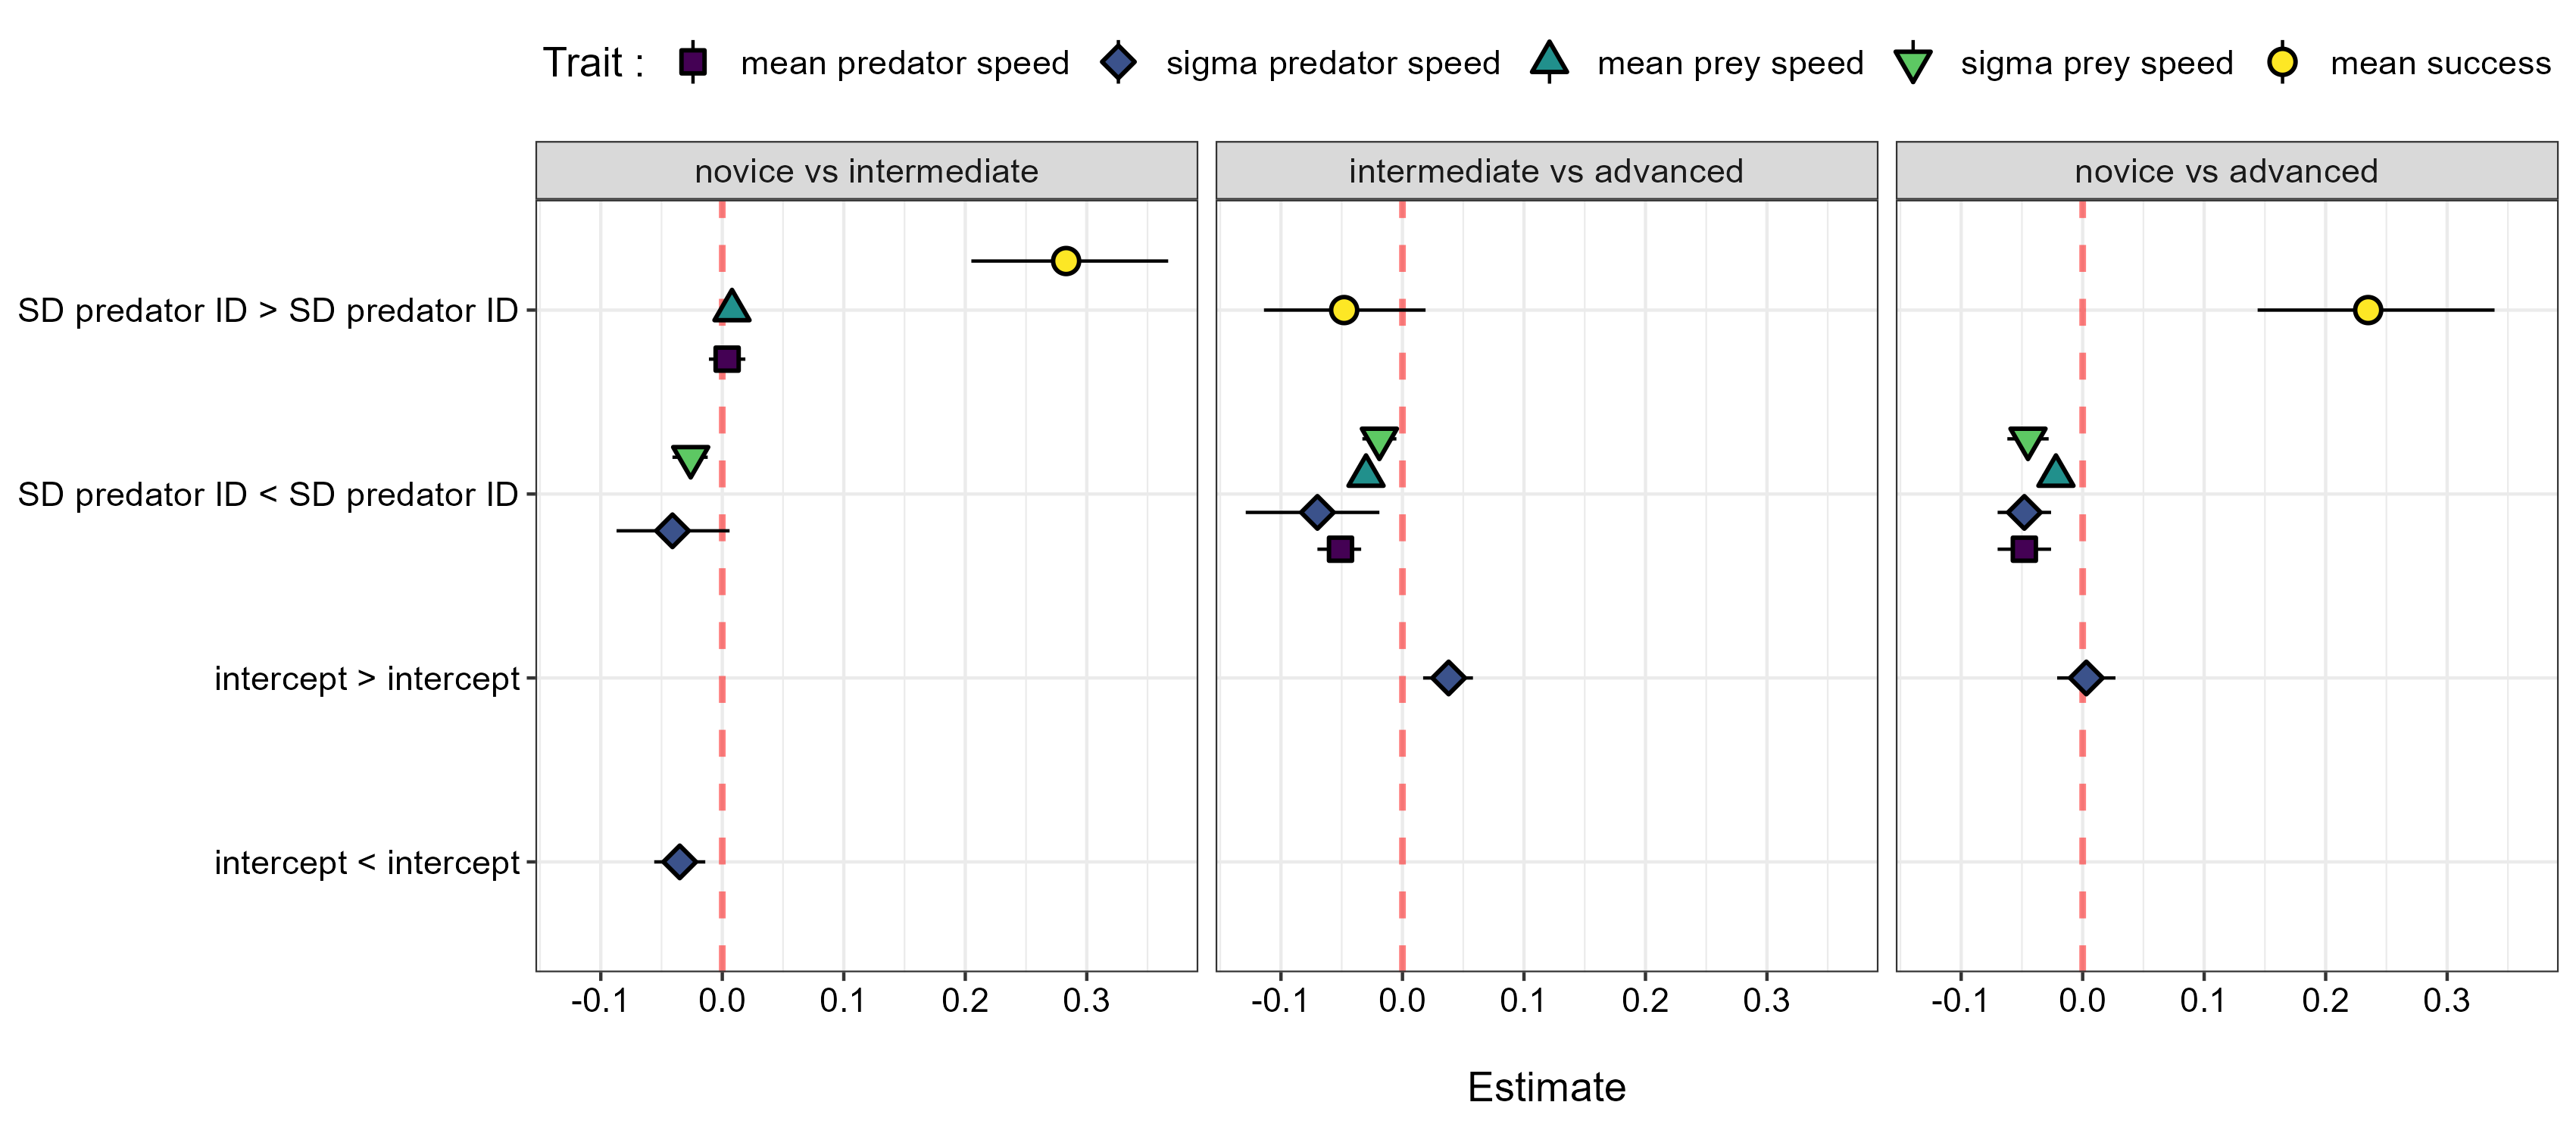 Trait : mean predator speed sigma predator speed mean prey speed sigma prey speed mean success
novice vs intermediate intermediate vs advanced novice vs advanced
SD predator ID > SD predator ID
SD predator ID < SD predator ID
intercept > intercept
intercept < intercept
-0.1 0.0 0.1 0.2 0.3 -0.1 0.0 0.1 0.2 0.3 -0.1 0.0 0.1 0.2 0.3
Estimate